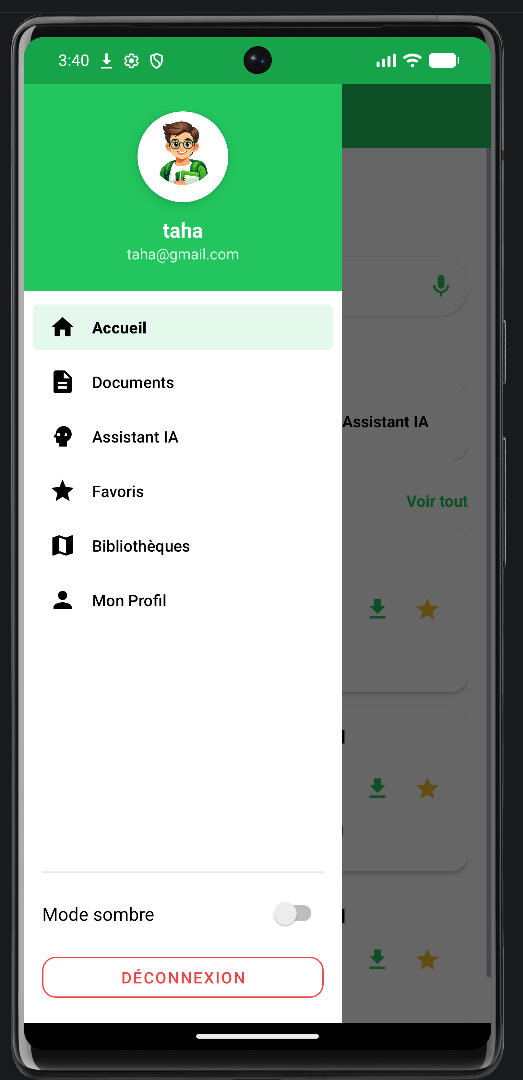 3:40
taha
taha@gmail.com
Accueil
Documents
Assistant IA
Favoris
Bibliothèques
Mon Profil
Mode sombre
DÉCONNEXION
Assistant IA
Voir tout